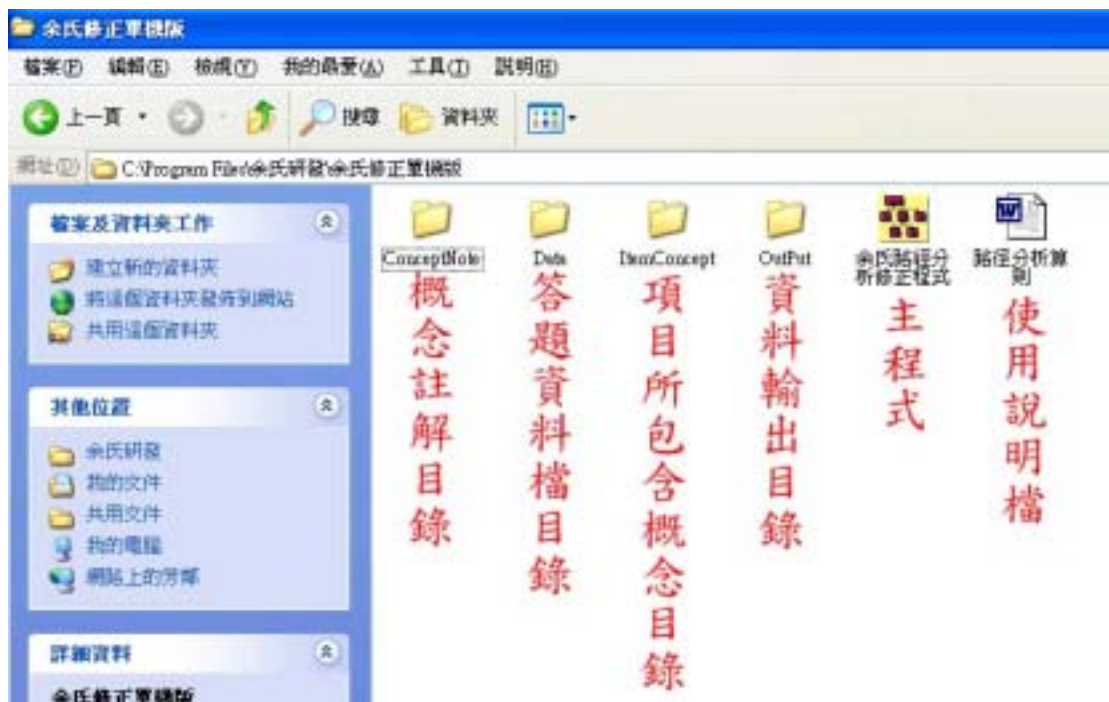 余氏修正單機版
檔案(F) 編輯(E) 檢視(V) 我的最愛(A) 工具(T) 說明(H)
上一頁 搜尋 資料夾
網址(D) C:\Program Files\余氏研發\余氏修正單機版
檔案及資料夾工作
建立新的資料夾
將這個資料夾發佈到網站
共用這個資料夾
其他位置
余氏研發
我的文件
共用文件
我的電腦
網路上的芳鄰
詳細資料
余氏修正單機版
ConceptNote
概念註解目錄
Data
答題資料檔目錄
ItemConcept
項目所包含概念目錄
OutPut
資料輸出目錄
余氏路徑分
析修正程式
主程式
路徑分析算
則
使用說明檔